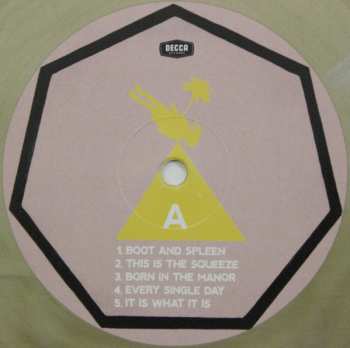 DECCA
RECORDS
A
1. BOOT AND SPLEEN
2. THIS IS THE SQUEEZE
3. BORN IN THE MANOR
4. EVERY SINGLE DAY
5. IT IS WHAT IT IS